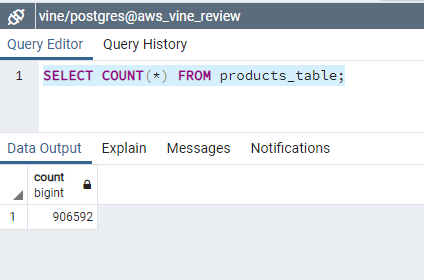 vine/postgres@aws_vine_review
Query Editor Query History
1 SELECT COUNT(*) FROM products_table;
Data Output Explain Messages Notifications
count
bigint
1 906592